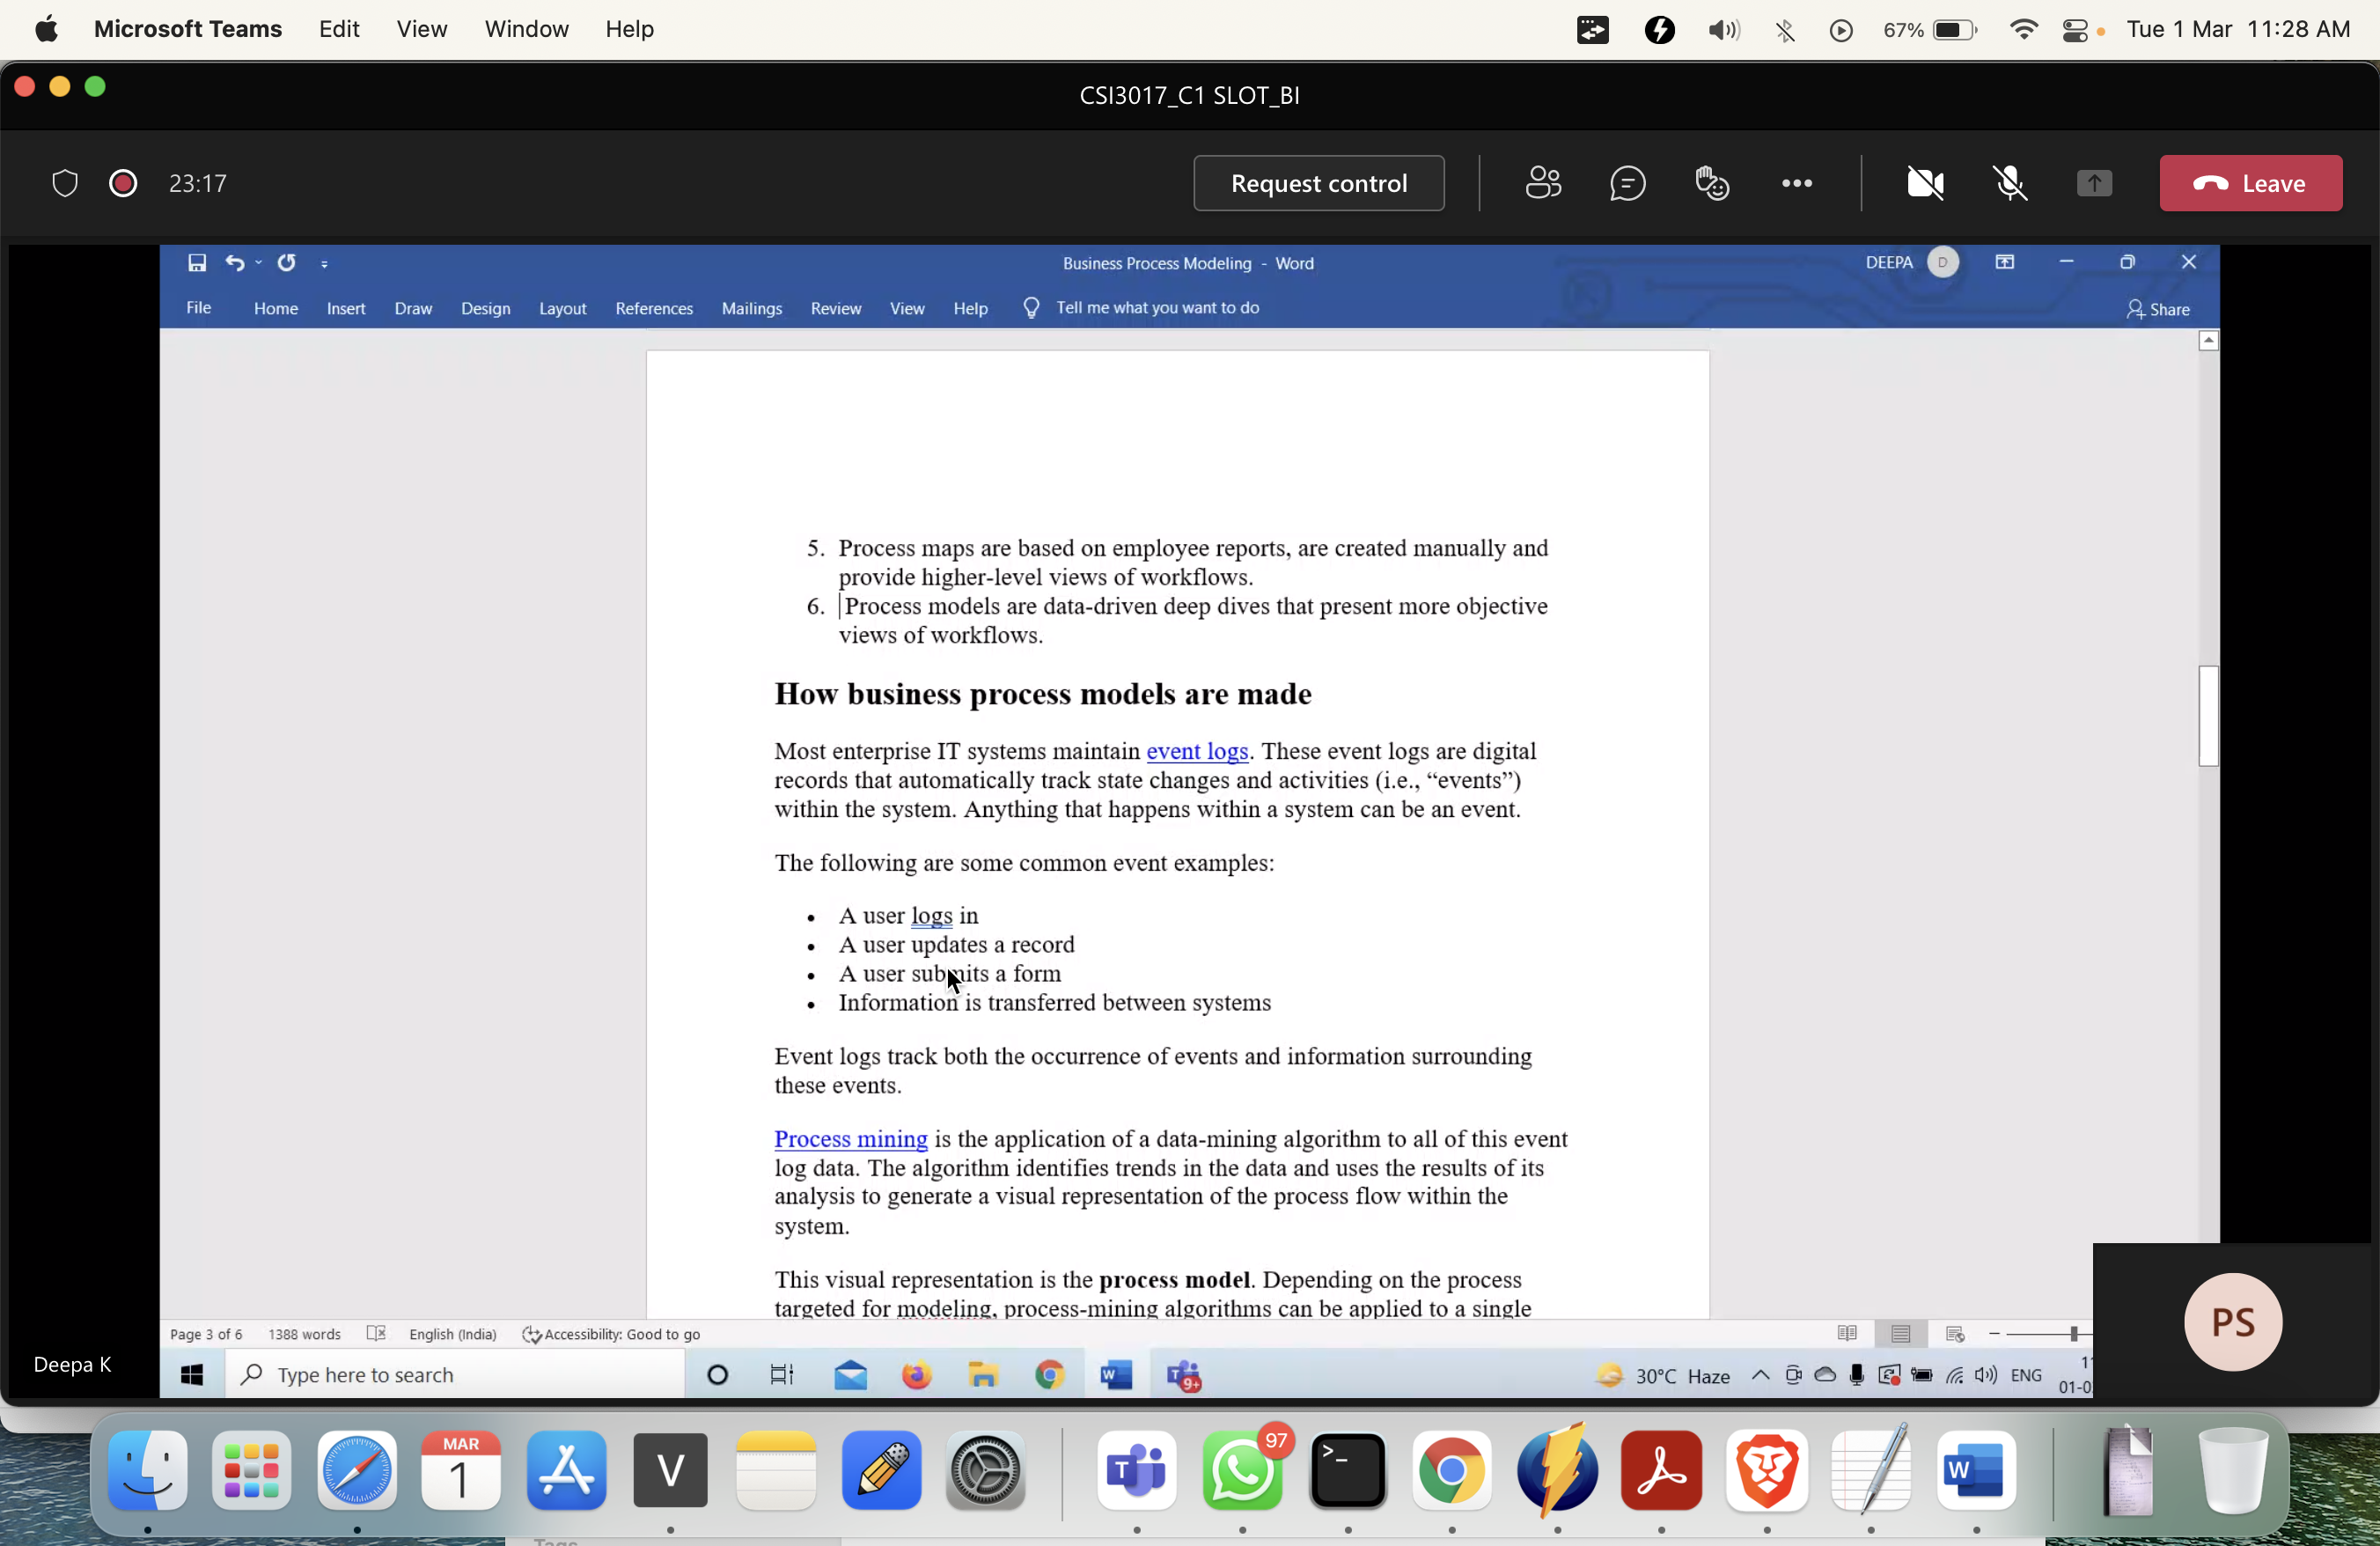 Microsoft Teams Edit View Window Help 67% Tue 1 Mar 11:28 AM
CSI3017_C1 SLOT_BI
23:17 Request control Leave
Business Process Modeling - Word DEEPA D
File Home Insert Draw Design Layout References Mailings Review View Help Tell me what you want to do Share
5. Process maps are based on employee reports, are created manually and
provide higher-level views of workflows.
6. Process models are data-driven deep dives that present more objective
views of workflows.
How business process models are made
Most enterprise IT systems maintain event logs. These event logs are digital
records that automatically track state changes and activities (i.e., “events”)
within the system. Anything that happens within a system can be an event.
The following are some common event examples:
• A user logs in
• A user updates a record
• A user submits a form
• Information is transferred between systems
Event logs track both the occurrence of events and information surrounding
these events.
Process mining is the application of a data-mining algorithm to all of this event
log data. The algorithm identifies trends in the data and uses the results of its
analysis to generate a visual representation of the process flow within the
system.
This visual representation is the process model. Depending on the process
targeted for modeling, process-mining algorithms can be applied to a single
Page 3 of 6 1388 words English (India) Accessibility: Good to go
Deepa K
PS
Type here to search W T 9+ 30°C Haze ENG
01-0
MAR
1
V
T
97
>_
W